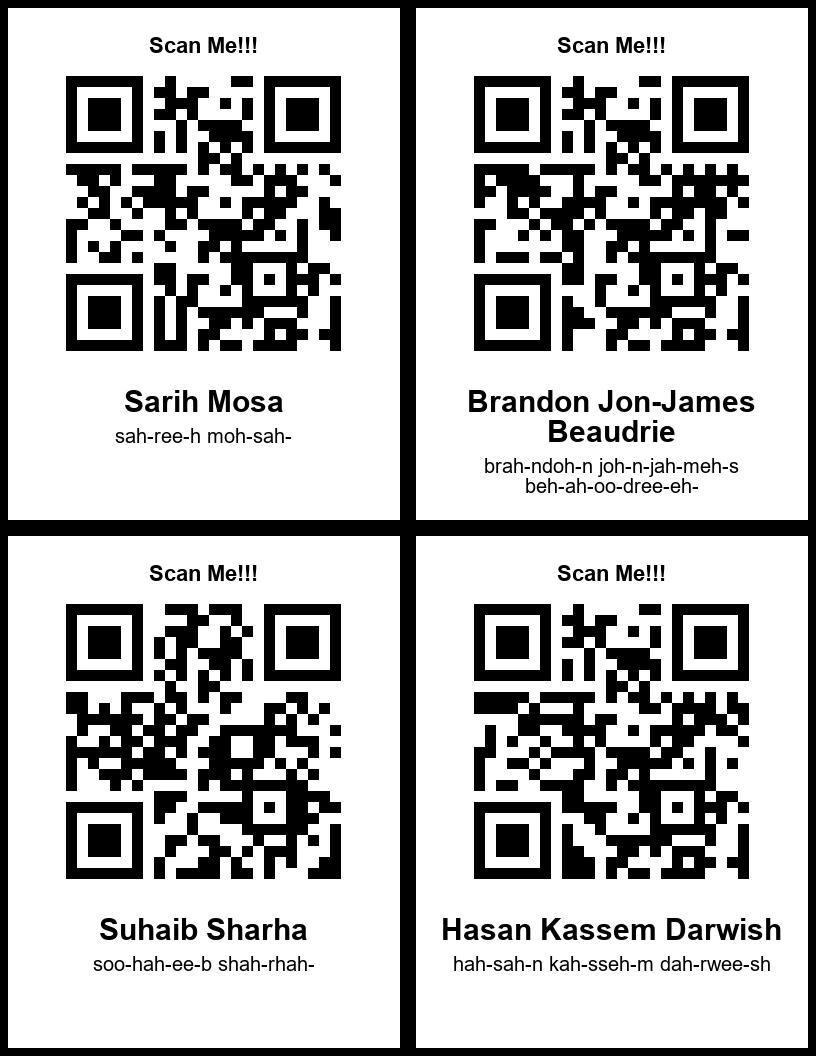 Scan Me!!!
Sarih Mosa
sah-ree-h moh-sah-
Scan Me!!!
Brandon Jon-James
Beaudrie
brah-ndoh-n joh-n-jah-meh-s
beh-ah-oo-dree-eh-
Scan Me!!!
Suhaib Sharha
soo-hah-ee-b shah-rhah-
Scan Me!!!
Hasan Kassem Darwish
hah-sah-n kah-sseh-m dah-rwee-sh